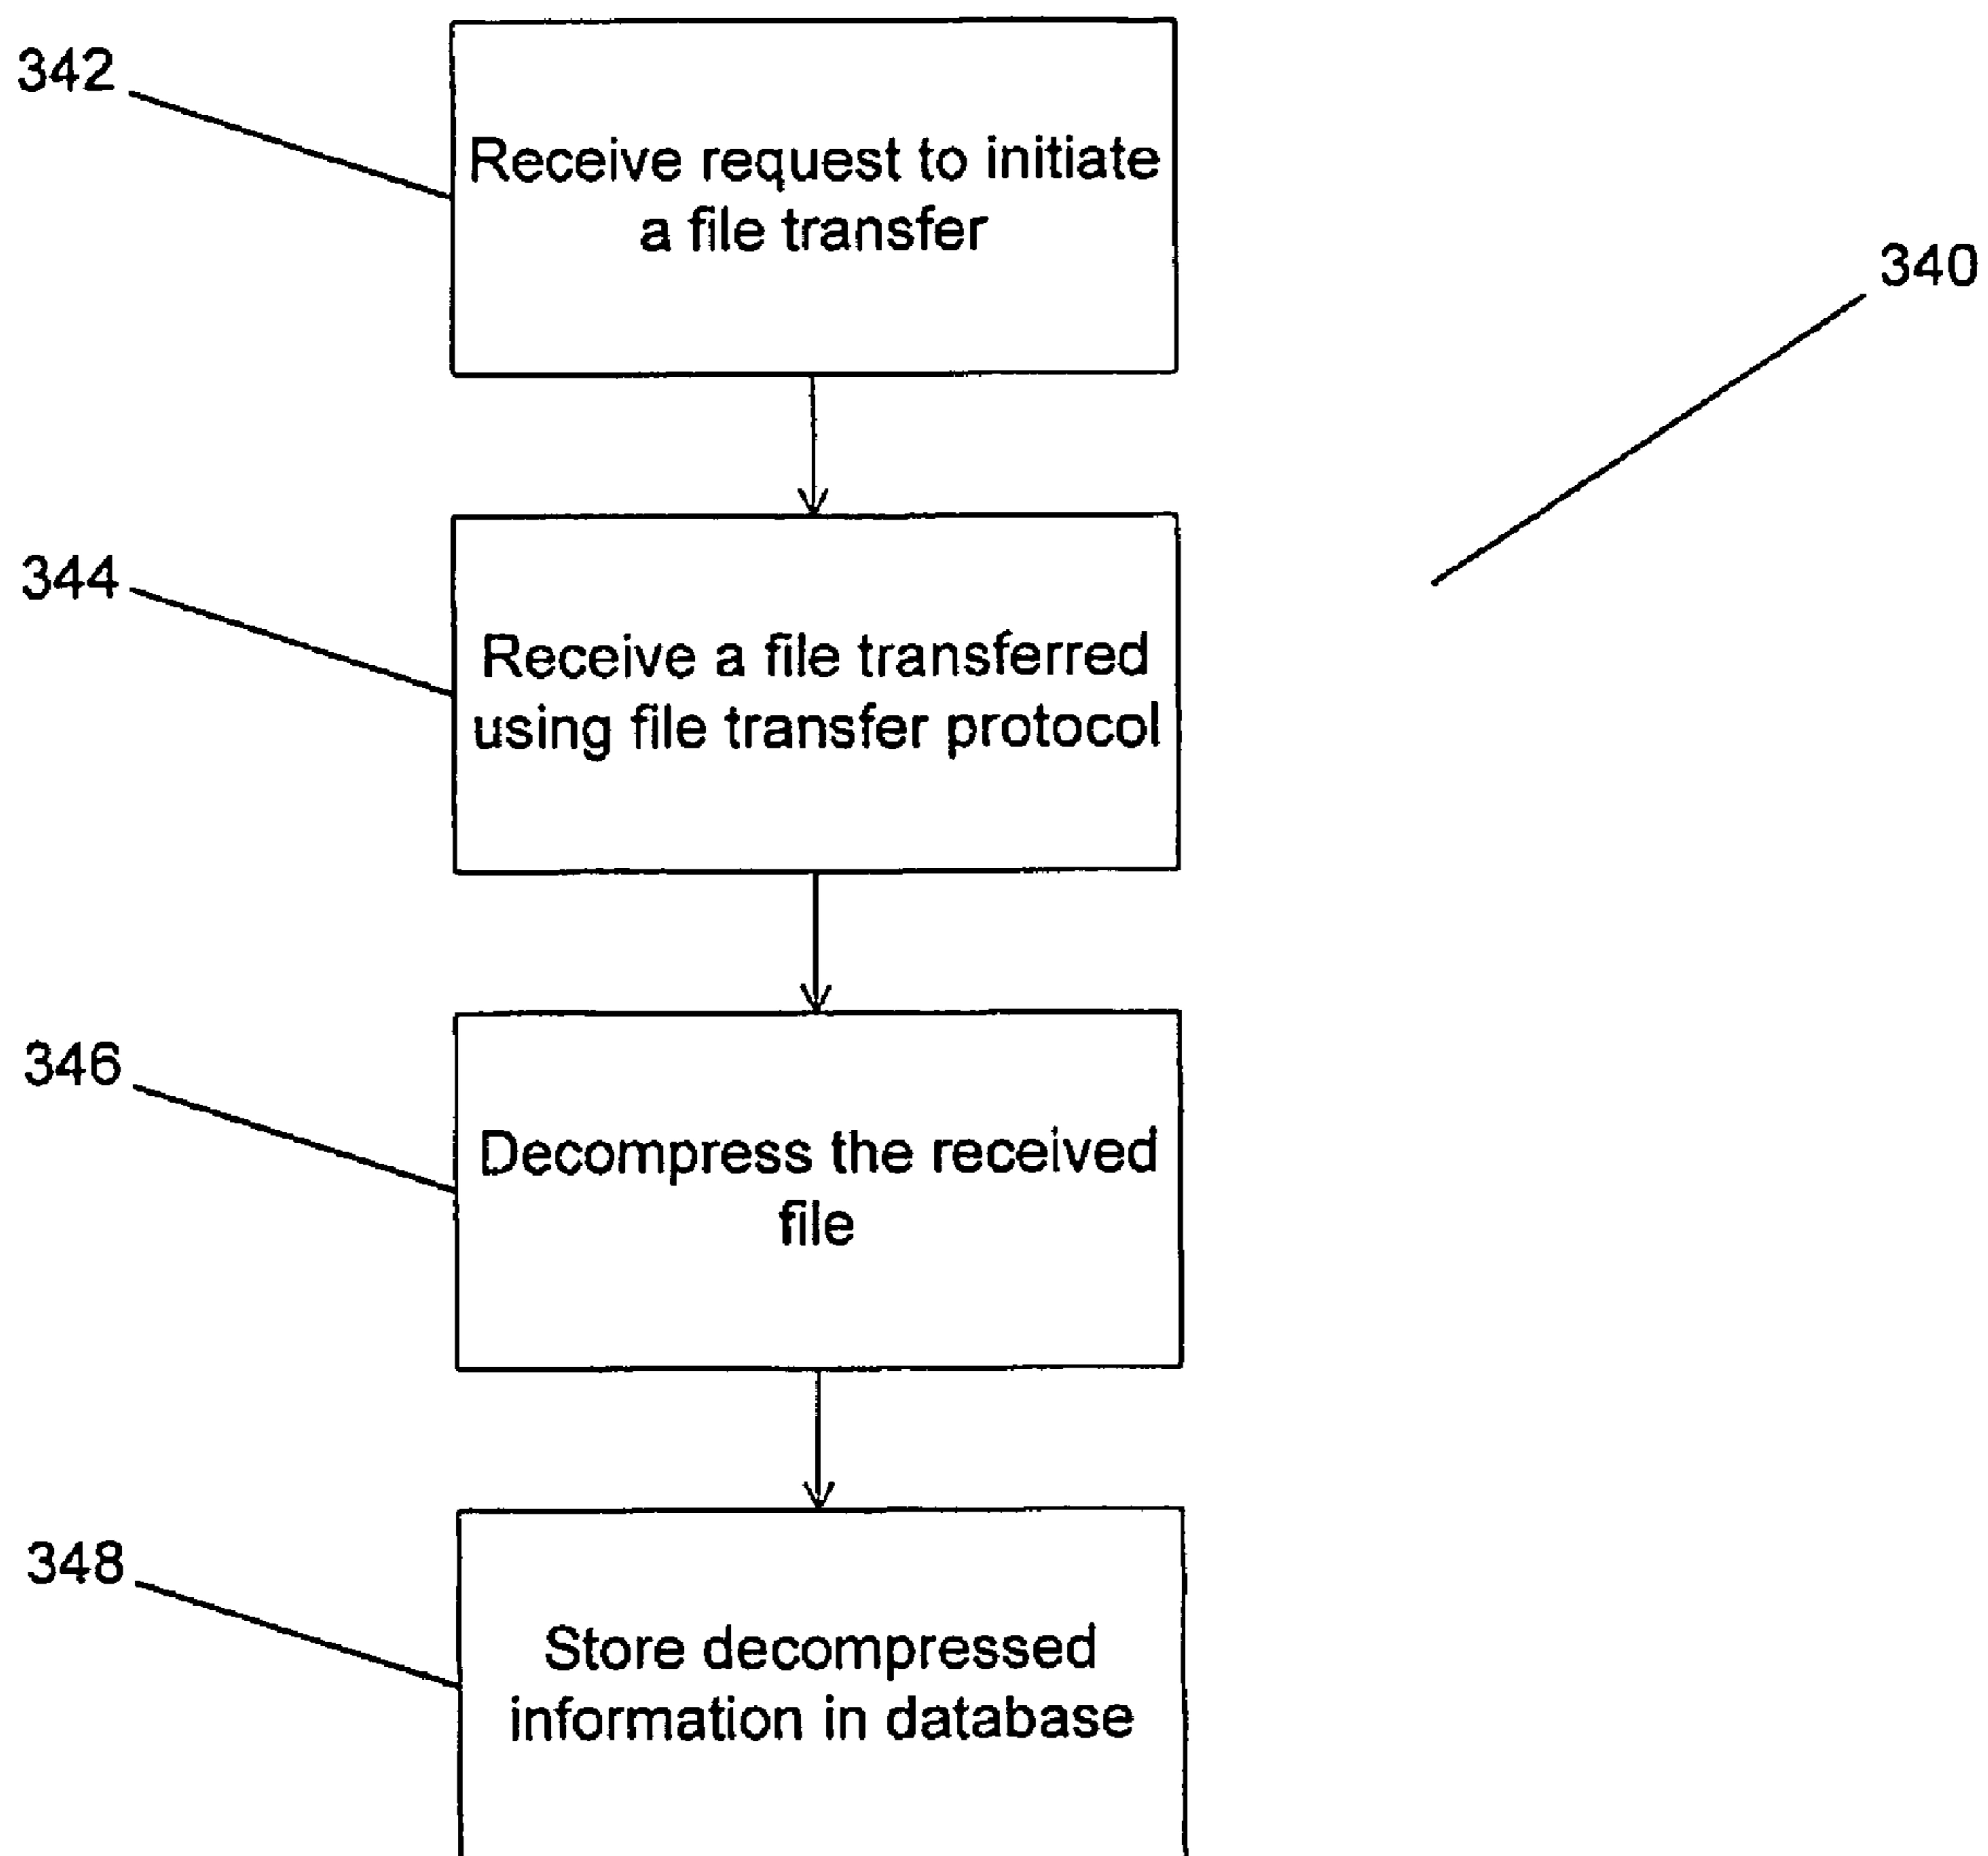 342
Receive request to initiate
a file transfer
340
344
Receive a file transferred
using file transfer protocol
346
Decompress the received
file
348
Store decompressed
information in database